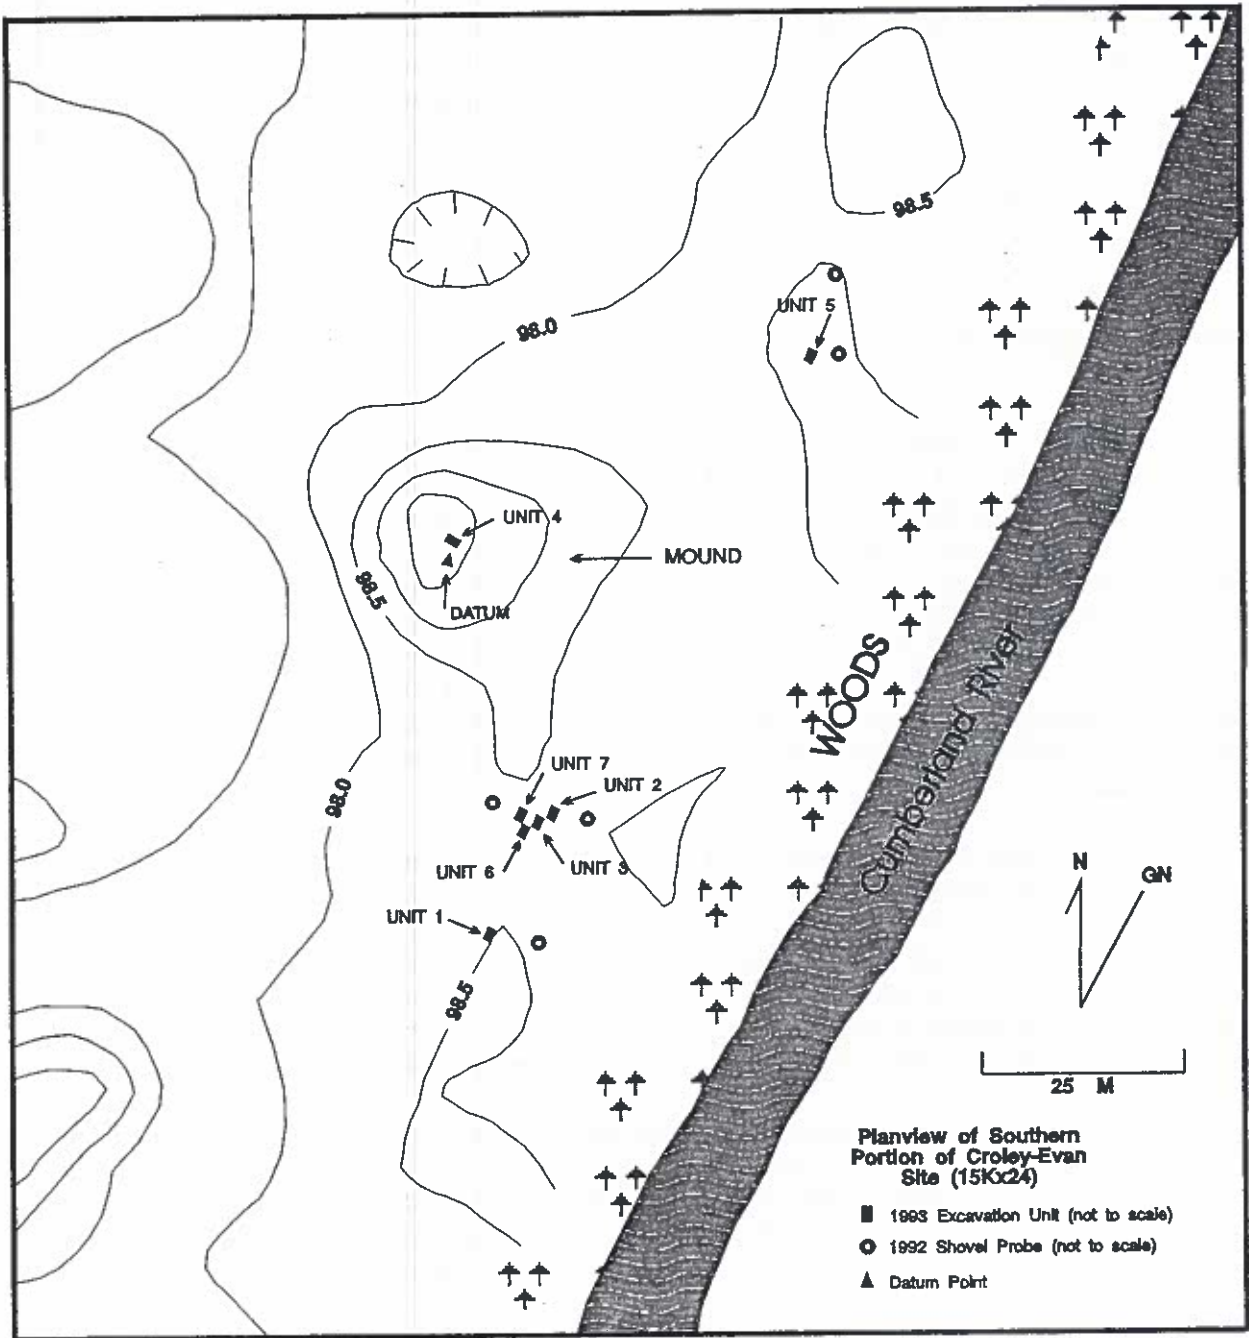 98.5
UNIT 5
98.0
UNIT 4
MOUND
98.5
DATUM
WOODS
Cumberland River
UNIT 7
UNIT 2
98.0
UNIT 6
UNIT 3
N
GN
UNIT 1
98.5
25 M
Planview of Southern
Portion of Croley-Evan
Site (15Kx24)
1993 Excavation Unit (not to scale)
1992 Shovel Probe (not to scale)
Datum Point